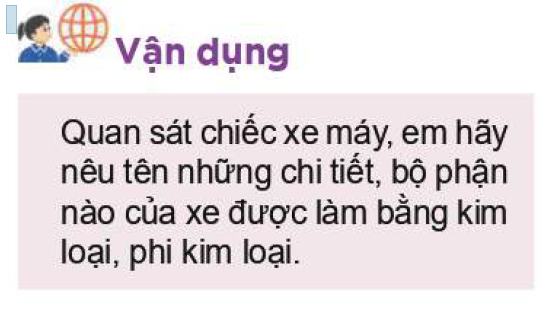 Vận dụng
Quan sát chiếc xe máy, em hãy
nêu tên những chi tiết, bộ phận
nào của xe được làm bằng kim
loại, phi kim loại.